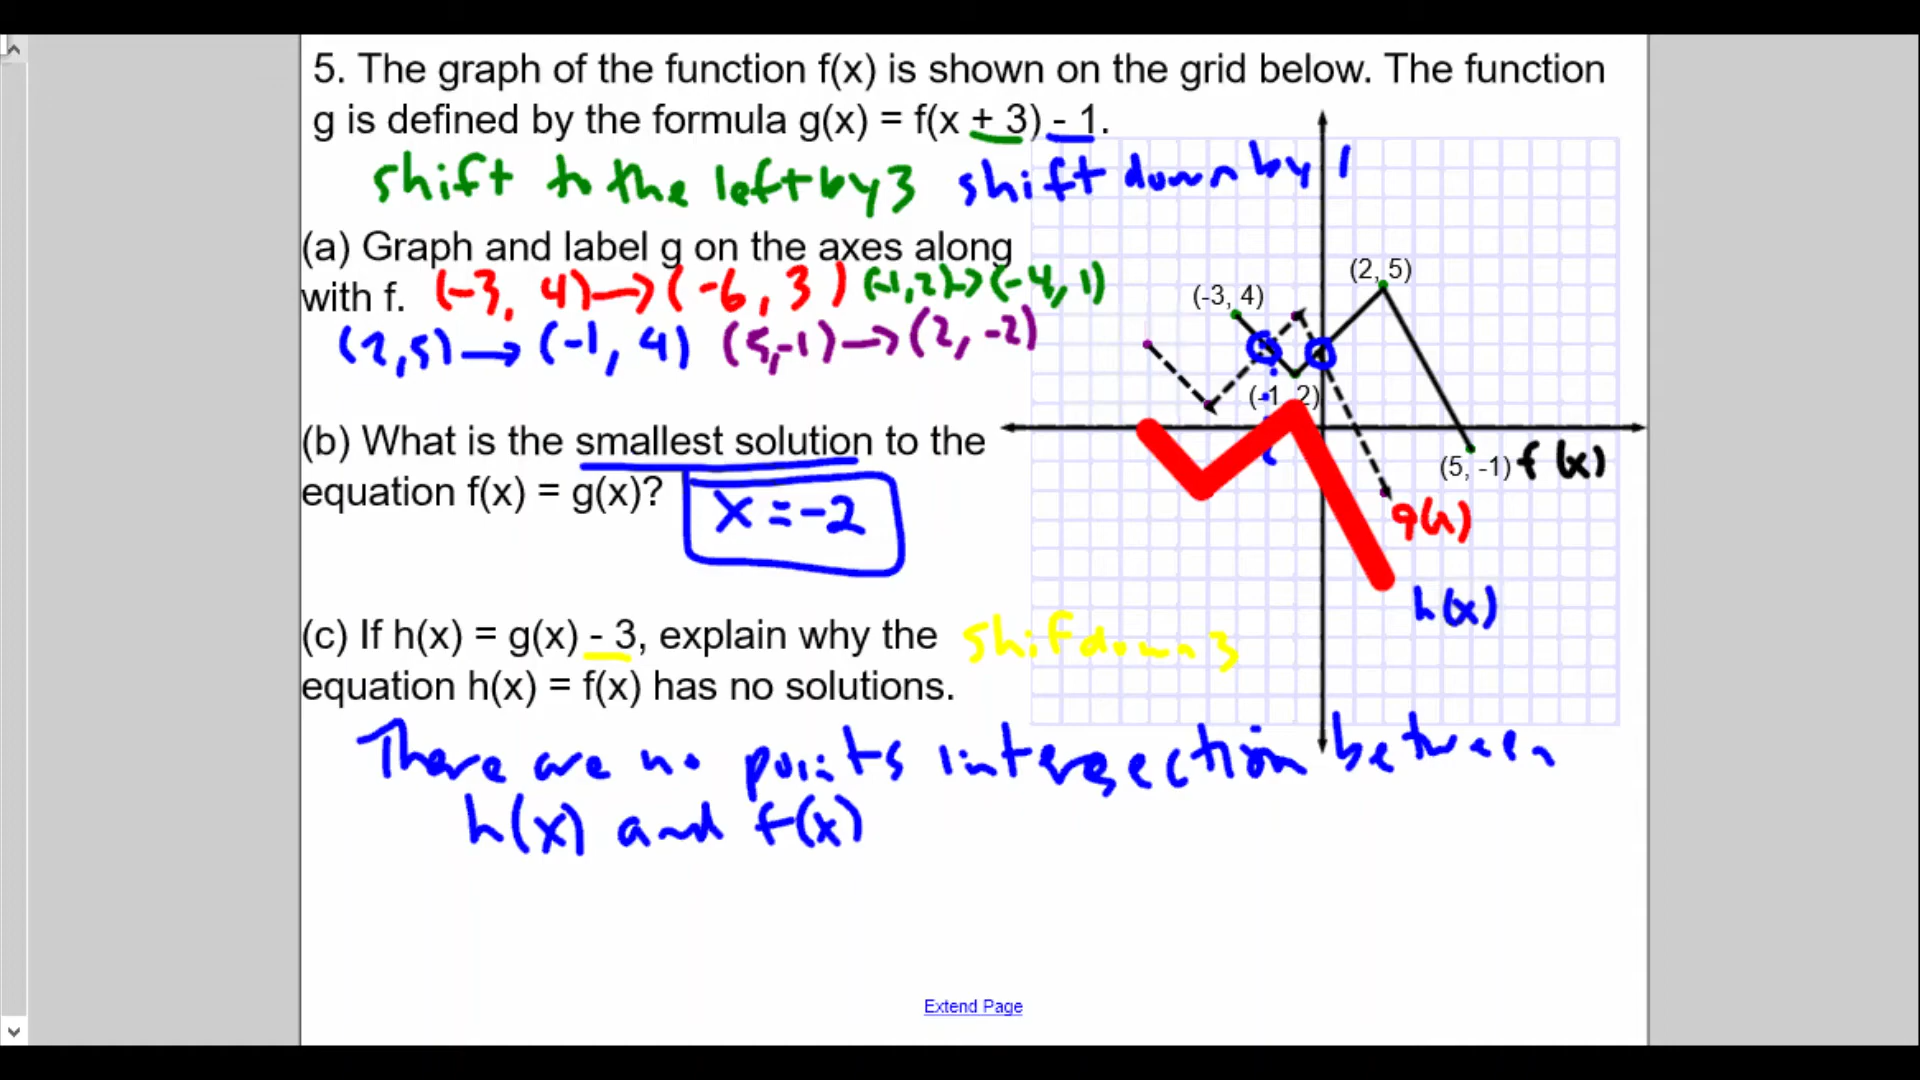 5. The graph of the function f(x) is shown on the grid below. The function
g is defined by the formula g(x) = f(x + 3) - 1.
shift to the left by 3 shift down by 1
(a) Graph and label g on the axes along
with f. (-3, 4)→(-6, 3) (-1,2)→(-4,1)
(2,5)→(-1, 4) (5,-1)→(2, -2)
(2, 5)
(-3, 4)
(-1, 2)
(5, -1) f(x)
(b) What is the smallest solution to the
equation f(x) = g(x)? x = -2
g(x)
h(x)
(c) If h(x) = g(x) - 3, explain why the shif down 3
equation h(x) = f(x) has no solutions.
There are no points intersection between
h(x) and f(x)
Extend Page